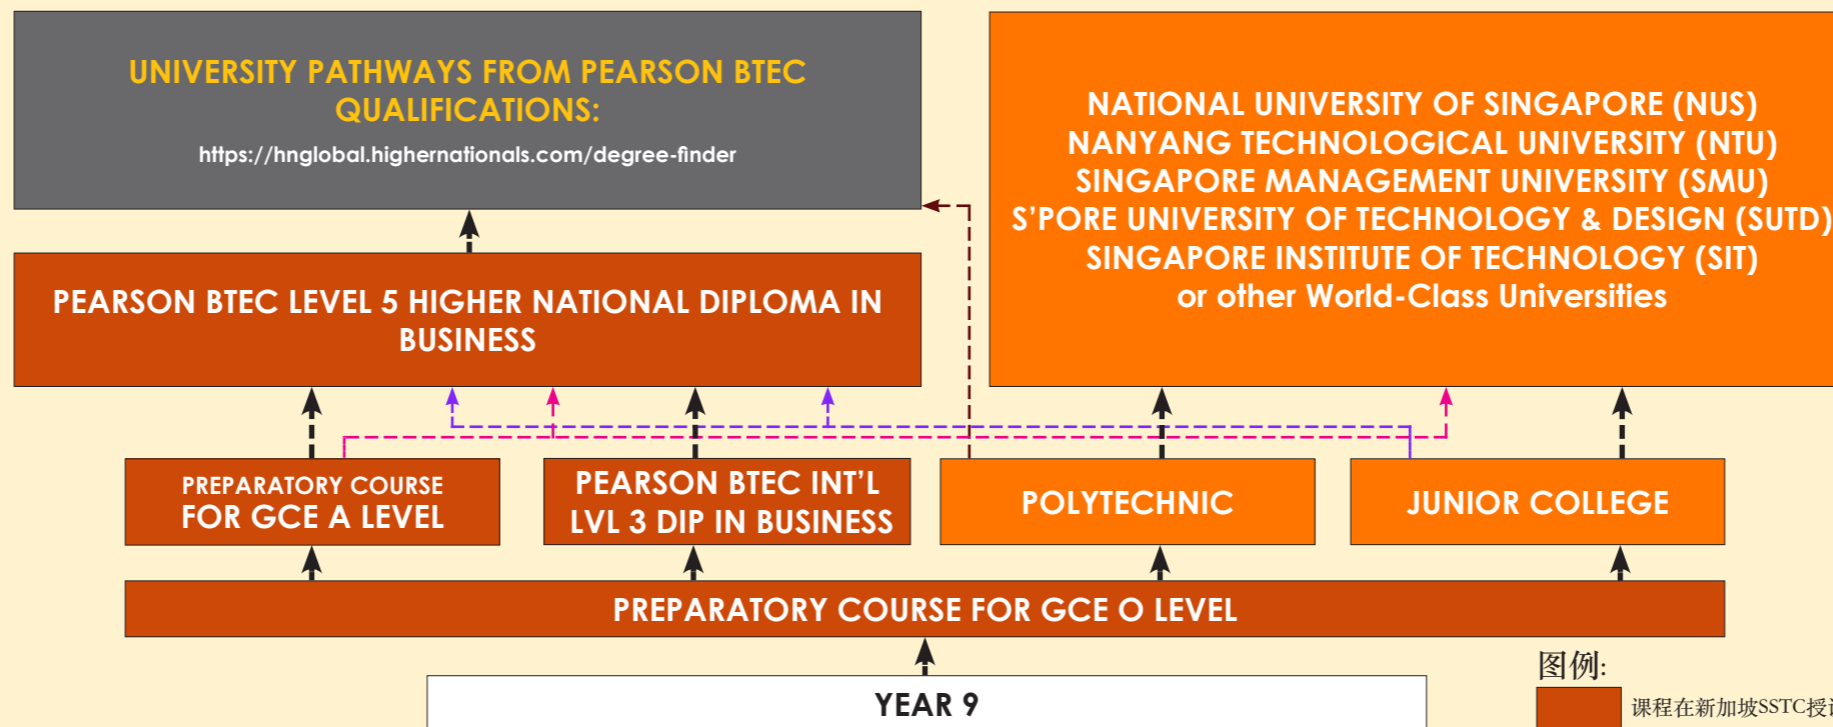 UNIVERSITY PATHWAYS FROM PEARSON BTEC
QUALIFICATIONS:
https://hnglobal.highernationals.com/degree-finder
NATIONAL UNIVERSITY OF SINGAPORE (NUS)
NANYANG TECHNOLOGICAL UNIVERSITY (NTU)
SINGAPORE MANAGEMENT UNIVERSITY (SMU)
S'PORE UNIVERSITY OF TECHNOLOGY & DESIGN (SUTD)
SINGAPORE INSTITUTE OF TECHNOLOGY (SIT)
or other World-Class Universities
PEARSON BTEC LEVEL 5 HIGHER NATIONAL DIPLOMA IN
BUSINESS
PREPARATORY COURSE
FOR GCE A LEVEL
PEARSON BTEC INT'L
LVL 3 DIP IN BUSINESS
POLYTECHNIC
JUNIOR COLLEGE
PREPARATORY COURSE FOR GCE O LEVEL
YEAR 9
图例:
课程在新加坡SSTC授